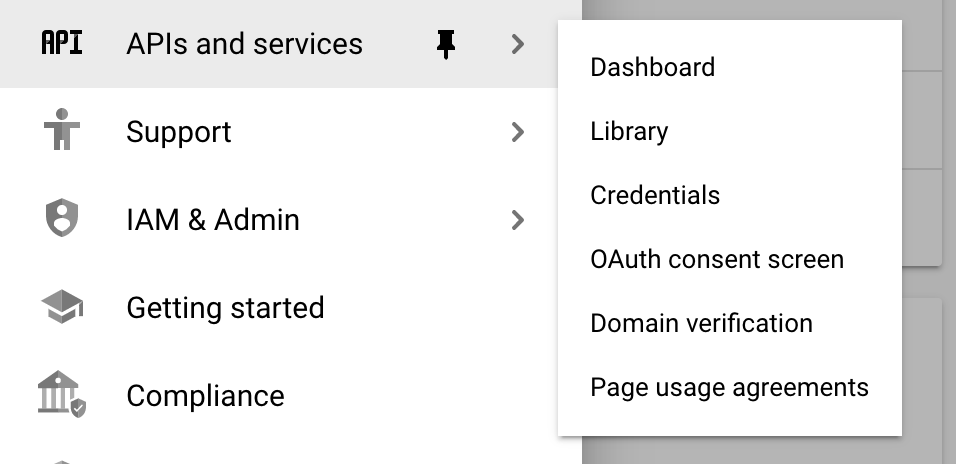 API
APIs and services
Support
IAM & Admin
Getting started
Compliance
Dashboard
Library
Credentials
OAuth consent screen
Domain verification
Page usage agreements